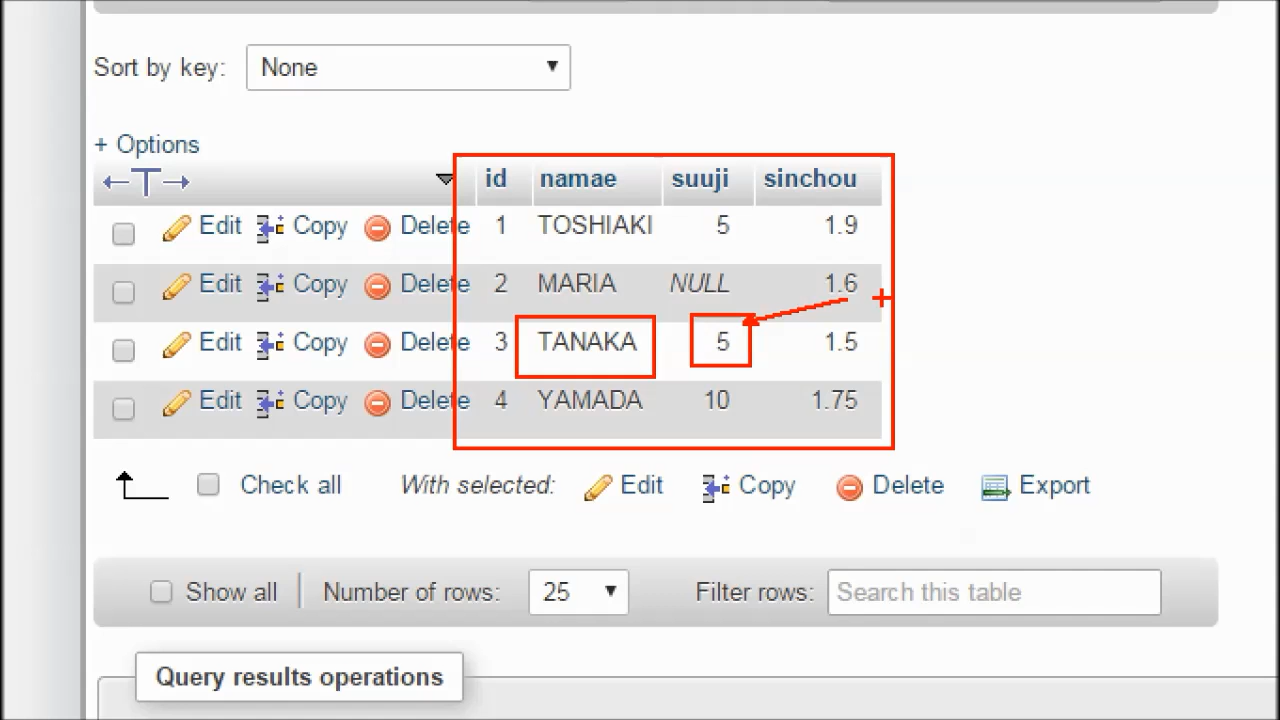 Sort by key: None
+ Options
id namae suuji sinchou
Edit Copy Delete 1 TOSHIAKI 5 1.9
Edit Copy Delete 2 MARIA NULL 1.6
Edit Copy Delete 3 TANAKA 5 1.5
Edit Copy Delete 4 YAMADA 10 1.75
Check all With selected: Edit Copy Delete Export
Show all Number of rows: 25 Filter rows: Search this table
Query results operations